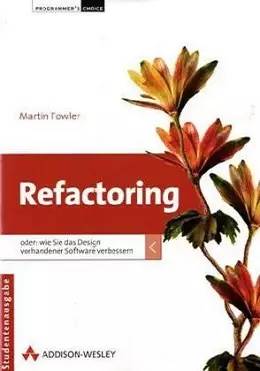 PROGRAMMER'S CHOICE
Martin Fowler
Refactoring
oder: wie Sie das Design
vorhandener Software verbessern
<
Studentenausgabe
ADDISON-WESLEY